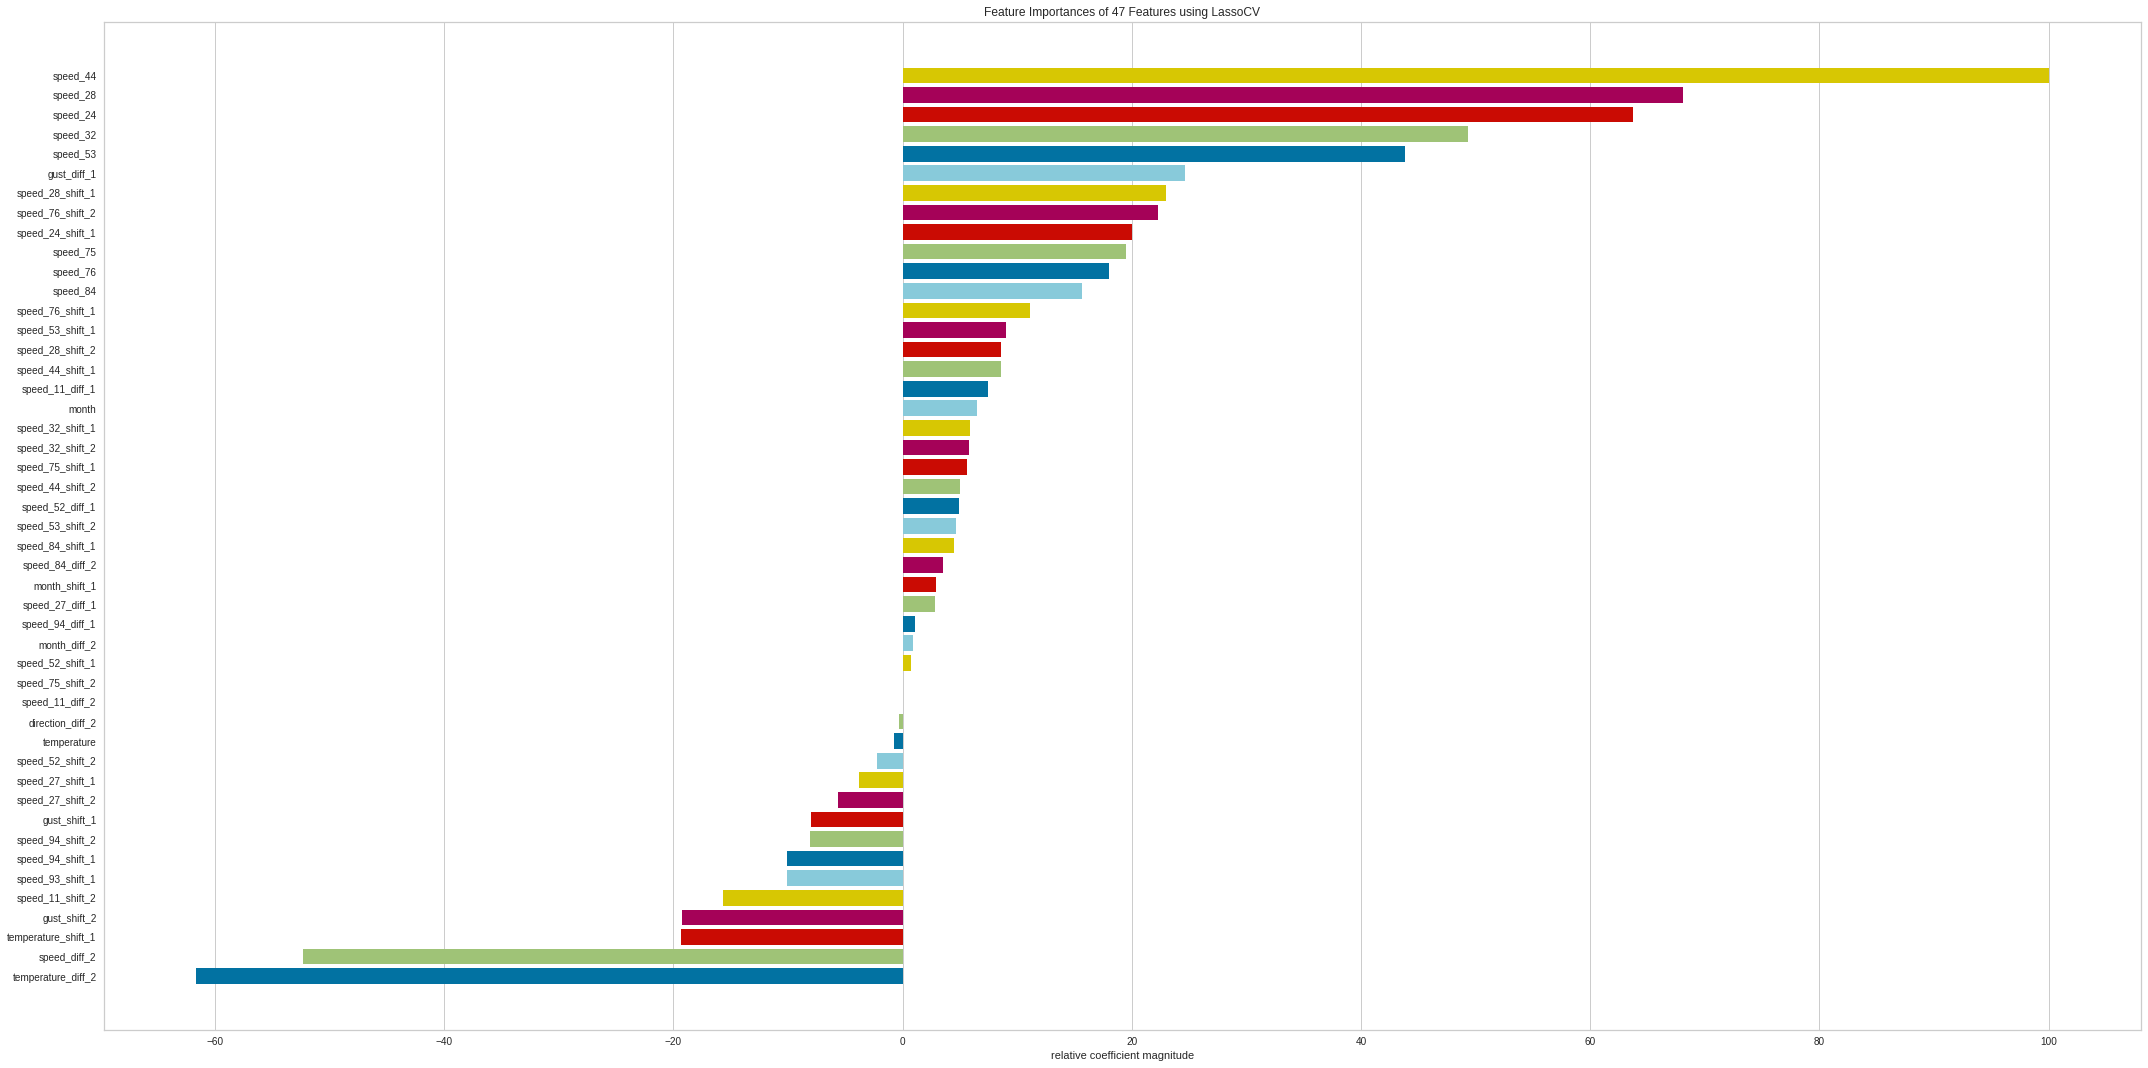 Feature Importances of 47 Features using LassoCV
speed_44
speed_28
speed_24
speed_32
speed_53
gust_diff_1
speed_28_shift_1
speed_76_shift_2
speed_24_shift_1
speed_75
speed_76
speed_84
speed_76_shift_1
speed_53_shift_1
speed_28_shift_2
speed_44_shift_1
speed_11_diff_1
month
speed_32_shift_1
speed_32_shift_2
speed_75_shift_1
speed_44_shift_2
speed_52_diff_1
speed_53_shift_2
speed_84_shift_1
speed_84_diff_2
month_shift_1
speed_27_diff_1
speed_94_diff_1
month_diff_2
speed_52_shift_1
speed_75_shift_2
speed_11_diff_2
direction_diff_2
temperature
speed_52_shift_2
speed_27_shift_1
speed_27_shift_2
gust_shift_1
speed_94_shift_2
speed_94_shift_1
speed_93_shift_1
speed_11_shift_2
gust_shift_2
temperature_shift_1
speed_diff_2
temperature_diff_2
−60 −40 −20 0 20 40 60 80 100
relative coefficient magnitude